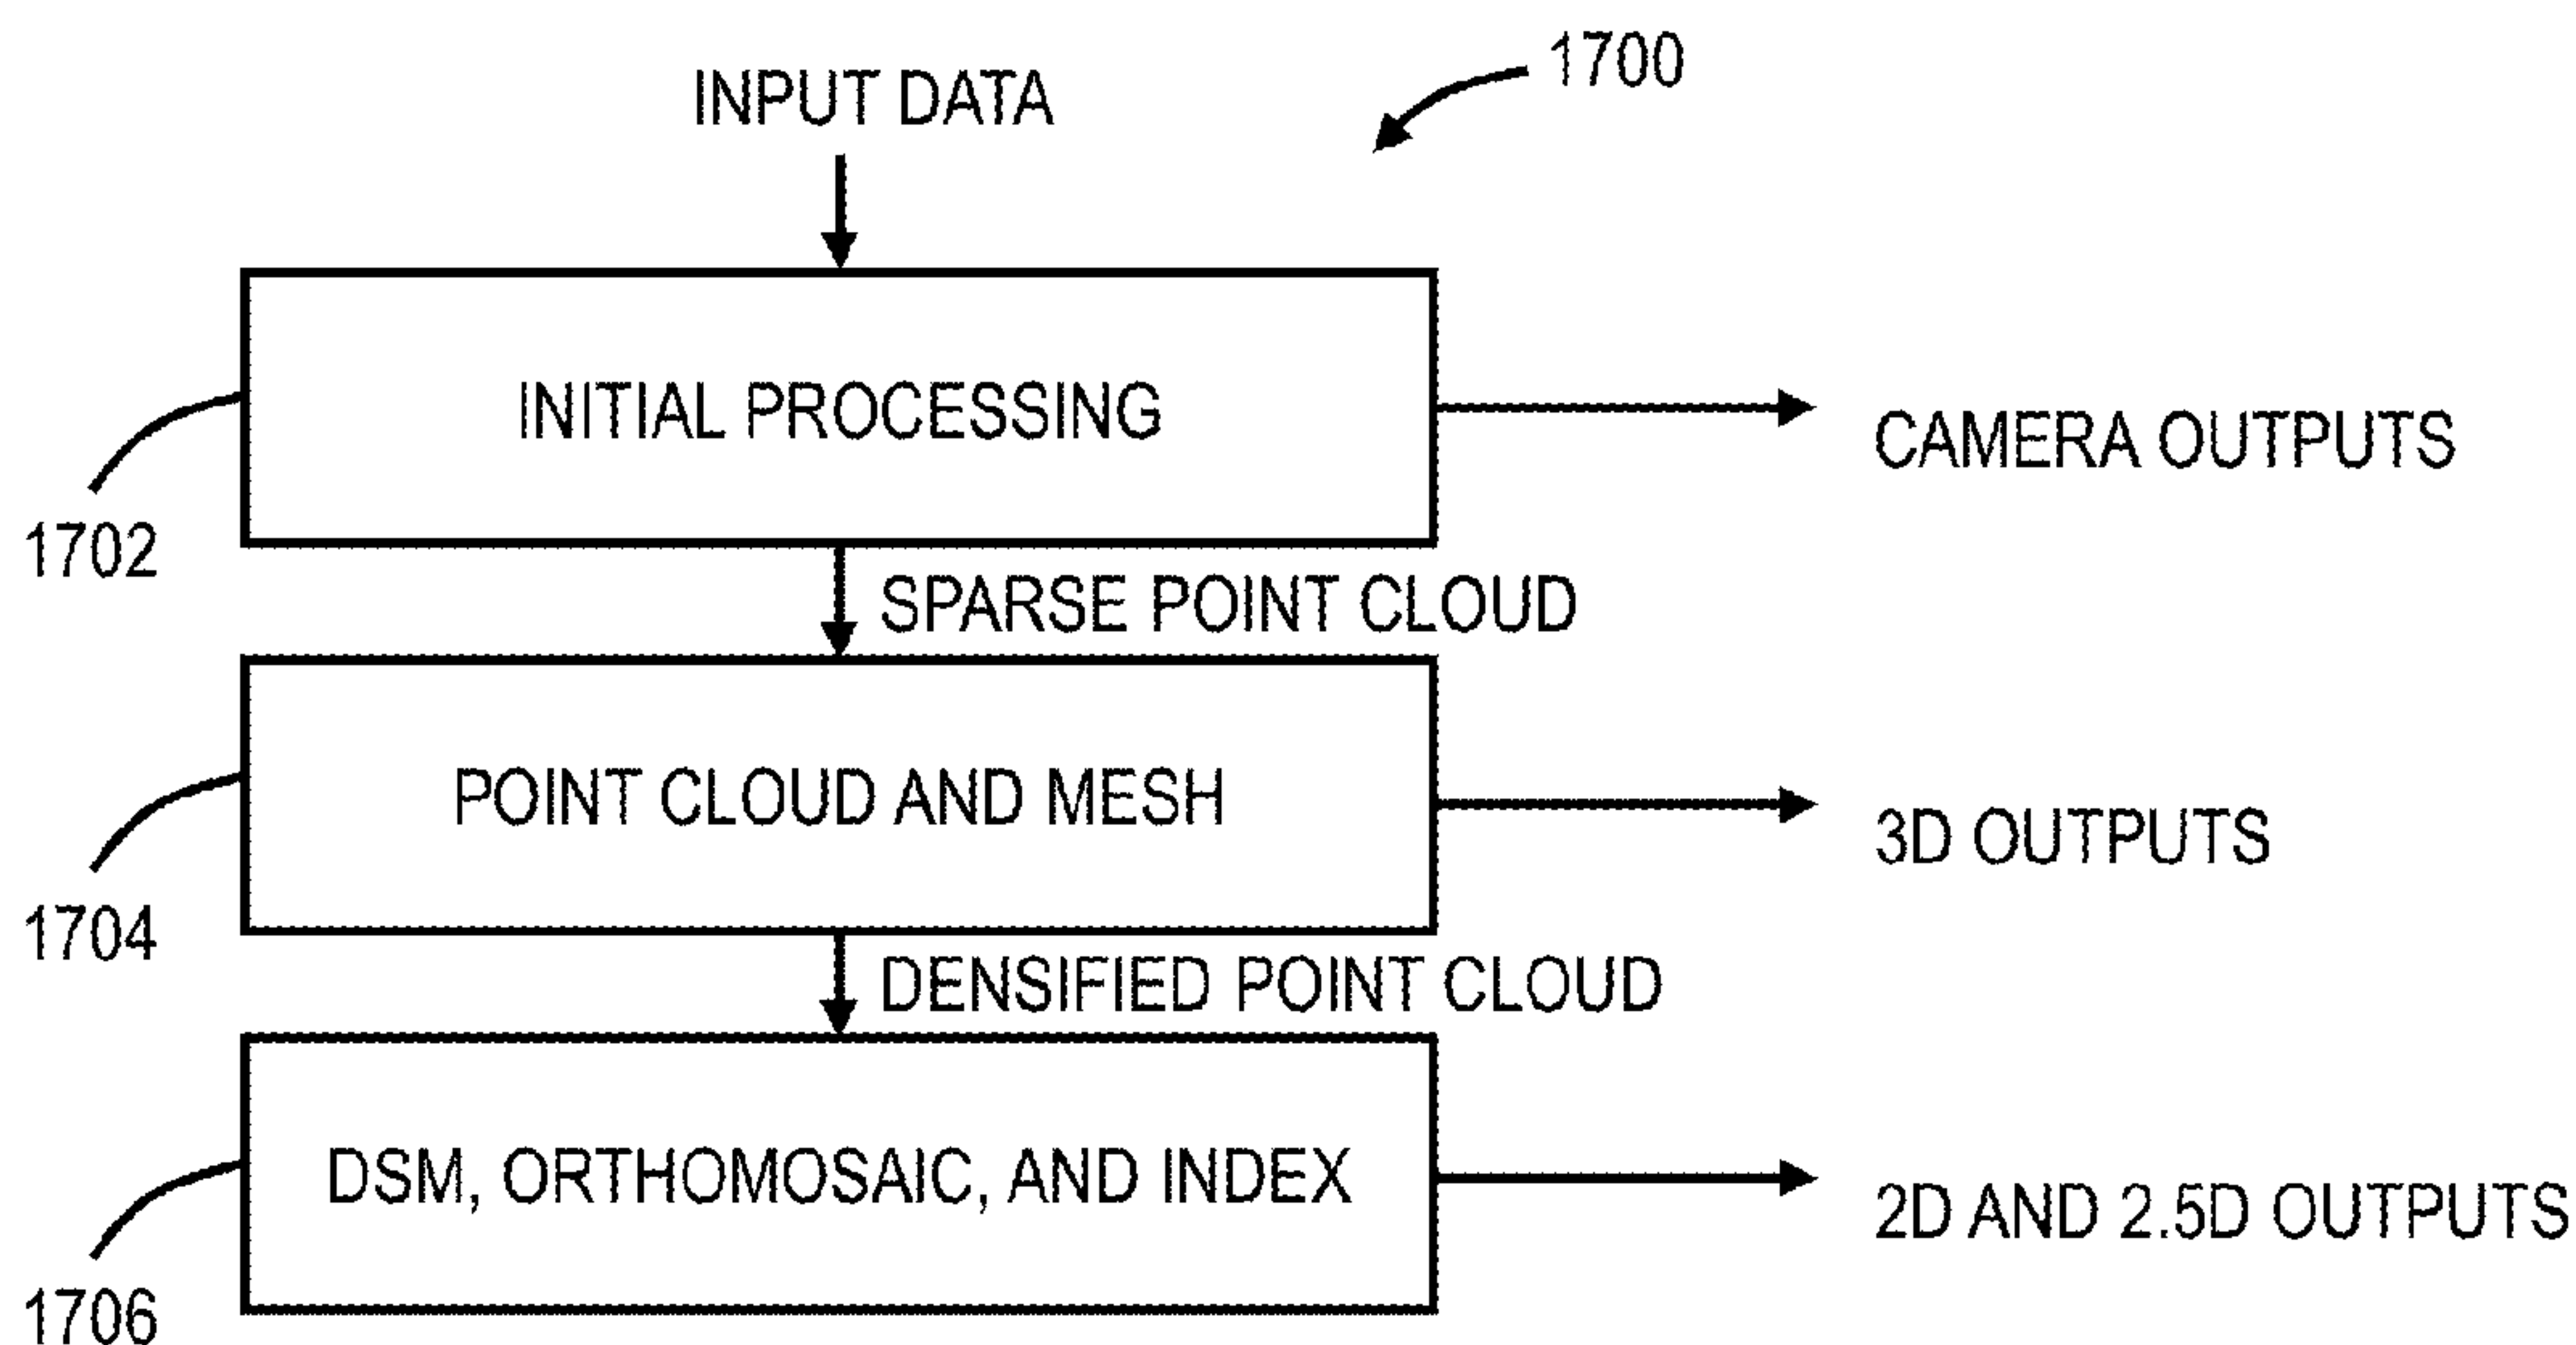 1700
INPUT DATA
INITIAL PROCESSING
CAMERA OUTPUTS
1702
SPARSE POINT CLOUD
POINT CLOUD AND MESH
3D OUTPUTS
1704
DENSIFIED POINT CLOUD
DSM, ORTHOMOSAIC, AND INDEX
2D AND 2.5D OUTPUTS
1706